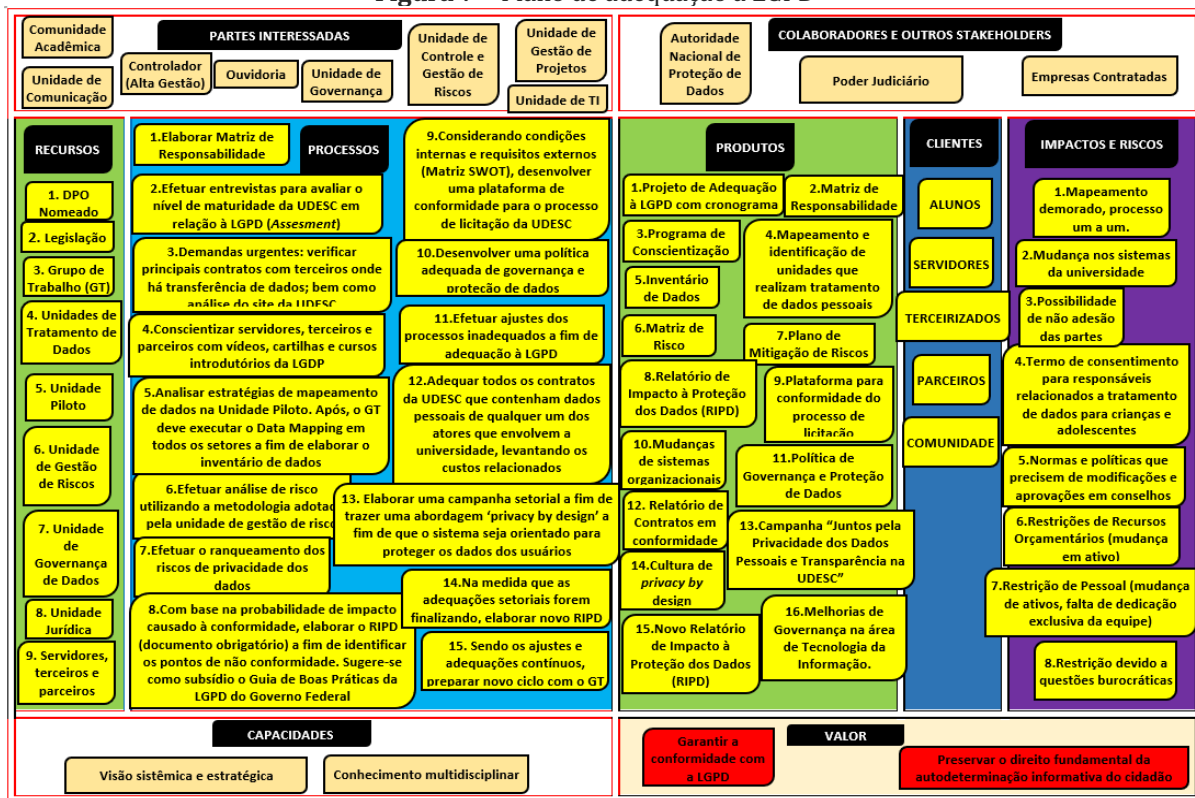 Comunidade
Acadêmica
Unidade de
Comunicação
PARTES INTERESSADAS
Controlador
(Alta Gestão)
Ouvidoria
Unidade de
Governança
Unidade de
Controle e
Gestão de
Riscos
Unidade de
Gestão de
Projetos
Unidade de TI
COLABORADORES E OUTROS STAKEHOLDERS
Autoridade
Nacional de
Proteção de
Dados
Poder Judiciário
Empresas Contratadas
RECURSOS
1. DPO
Nomeado
2. Legislação
3. Grupo de
Trabalho (GT)
4. Unidades de
Tratamento de
Dados
5. Unidade
Piloto
6. Unidade
de Gestão
de Riscos
7. Unidade
de
Governança
de Dados
8. Unidade
Jurídica
9. Servidores,
terceiros e
parceiros
PROCESSOS
1.Elaborar Matriz de
Responsabilidade
2.Efetuar entrevistas para avaliar o
nível de maturidade da UDESC em
relação à LGPD (Assesment)
3.Demandas urgentes: verificar
principais contratos com terceiros onde
há transferência de dados; bem como
análise do site da UDESC
4.Conscientizar servidores, terceiros e
parceiros com vídeos, cartilhas e cursos
introdutórios da LGDP
5.Analisar estratégias de mapeamento
de dados na Unidade Piloto. Após, o GT
deve executar o Data Mapping em
todos os setores a fim de elaborar o
inventário de dados
6.Efetuar análise de risco
utilizando a metodologia adotada
pela unidade de gestão de risco
7.Efetuar o ranqueamento dos
riscos de privacidade dos
dados
8.Com base na probabilidade de impacto
causado à conformidade, elaborar o RIPD
(documento obrigatório) a fim de identificar
os pontos de não conformidade. Sugere-se
como subsídio o Guia de Boas Práticas da
LGPD do Governo Federal
9.Considerando condições
internas e requisitos externos
(Matriz SWOT), desenvolver
uma plataforma de
conformidade para o processo
de licitação da UDESC
10.Desenvolver uma política
adequada de governança e
proteção de dados
11.Efetuar ajustes dos
processos inadequados a fim de
adequação à LGPD
12.Adequar todos os contratos
da UDESC que contenham dados
pessoais de qualquer um dos
atores que envolvem a
universidade, levantando os
custos relacionados
13. Elaborar uma campanha setorial a fim de
trazer uma abordagem ‘privacy by design’ a
fim de que o sistema seja orientado para
proteger os dados dos usuários
14.Na medida que as
adequações setoriais forem
finalizando, elaborar novo RIPD
15. Sendo os ajustes e
adequações contínuos,
preparar novo ciclo com o GT
PRODUTOS
1.Projeto de Adequação
à LGPD com cronograma
2.Matriz de
Responsabilidade
3.Programa de
Conscientização
4.Mapeamento e
identificação de
unidades que
realizam tratamento
de dados pessoais
5.Inventário
de Dados
6.Matriz de
Risco
7.Plano de
Mitigação de Riscos
8.Relatório de
Impacto à Proteção
dos Dados (RIPD)
9.Plataforma para
conformidade do
processo de
licitação
10.Mudanças
de sistemas
organizacionais
11.Política de
Governança e Proteção
de Dados
12. Relatório de
Contratos em
conformidade
13.Campanha “Juntos pela
Privacidade dos Dados
Pessoais e Transparência na
UDESC”
14.Cultura de
privacy by
design
15.Novo Relatório
de Impacto à
Proteção dos Dados
(RIPD)
16.Melhorias de
Governança na área
de Tecnologia da
Informação.
CLIENTES
ALUNOS
SERVIDORES
TERCEIRIZADOS
PARCEIROS
COMUNIDADE
IMPACTOS E RISCOS
1.Mapeamento
demorado, processo
um a um.
2.Mudança nos sistemas
da universidade
3.Possibilidade
de não adesão
das partes
4.Termo de consentimento
para responsáveis
relacionados a tratamento
de dados para crianças e
adolescentes
5.Normas e políticas que
precisem de modificações e
aprovações em conselhos
6.Restrições de Recursos
Orçamentários (mudança
em ativo)
7.Restrição de Pessoal (mudança
de ativos, falta de dedicação
exclusiva da equipe)
8.Restrição devido a
questões burocráticas
CAPACIDADES
Visão sistêmica e estratégica
Conhecimento multidisciplinar
VALOR
Garantir a
conformidade com
a LGPD
Preservar o direito fundamental da
autodeterminação informativa do cidadão